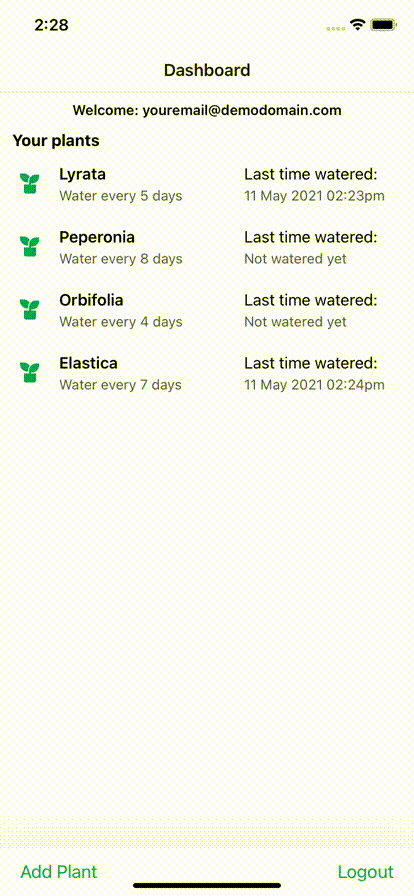 2:28
Dashboard
Welcome: youremail@demodomain.com
Your plants
Lyrata Last time watered:
Water every 5 days 11 May 2021 02:23pm
Peperonia Last time watered:
Water every 8 days Not watered yet
Orbifolia Last time watered:
Water every 4 days Not watered yet
Elastica Last time watered:
Water every 7 days 11 May 2021 02:24pm
Add Plant Logout